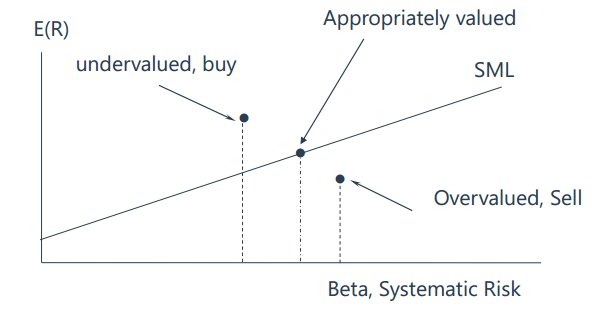 Appropriately valued
E(R)
undervalued, buy
SML
Overvalued, Sell
Beta, Systematic Risk